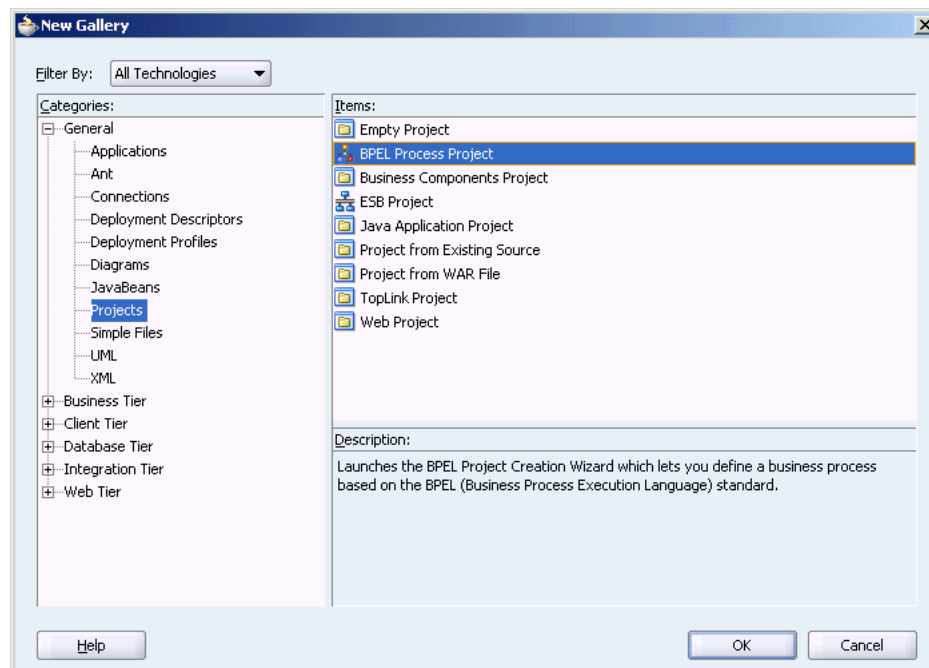 New Gallery
Filter By: All Technologies
Categories:
General
Applications
Ant
Connections
Deployment Descriptors
Deployment Profiles
Diagrams
JavaBeans
Projects
Simple Files
UML
XML
Business Tier
Client Tier
Database Tier
Integration Tier
Web Tier
Items:
Empty Project
BPEL Process Project
Business Components Project
ESB Project
Java Application Project
Project from Existing Source
Project from WAR File
TopLink Project
Web Project
Description:
Launches the BPEL Project Creation Wizard which lets you define a business process
based on the BPEL (Business Process Execution Language) standard.
Help
OK
Cancel